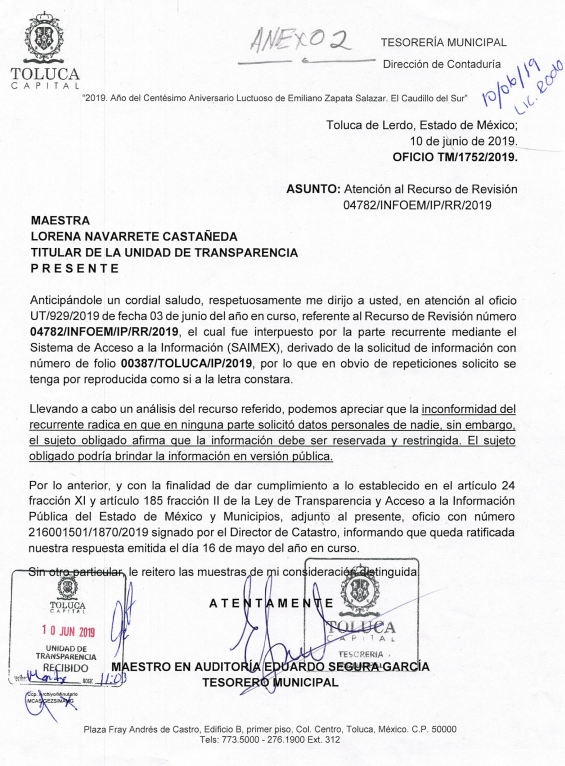 TOLUCA
CAPITAL
ANEXO 2
TESORERÍA MUNICIPAL
Dirección de Contaduría
10/06/19
LIC. RODO
"2019. Año del Centésimo Aniversario Luctuoso de Emiliano Zapata Salazar. El Caudillo del Sur"
Toluca de Lerdo, Estado de México;
10 de junio de 2019.
OFICIO TM/1752/2019.
ASUNTO: Atención al Recurso de Revisión
04782/INFOEM/IP/RR/2019
MAESTRA
LORENA NAVARRETE CASTAÑEDA
TITULAR DE LA UNIDAD DE TRANSPARENCIA
P R E S E N T E
Anticipándole un cordial saludo, respetuosamente me dirijo a usted, en atención al oficio
UT/929/2019 de fecha 03 de junio del año en curso, referente al Recurso de Revisión número
04782/INFOEM/IP/RR/2019, el cual fue interpuesto por la parte recurrente mediante el
Sistema de Acceso a la Información (SAIMEX), derivado de la solicitud de información con
número de folio 00387/TOLUCA/IP/2019, por lo que en obvio de repeticiones solicito se
tenga por reproducida como si a la letra constara.
Llevando a cabo un análisis del recurso referido, podemos apreciar que la inconformidad del
recurrente radica en que en ninguna parte solicitó datos personales de nadie, sin embargo,
el sujeto obligado afirma que la información debe ser reservada y restringida. El sujeto
obligado podría brindar la información en versión pública.
Por lo anterior, y con la finalidad de dar cumplimiento a lo establecido en el artículo 24
fracción XI y artículo 185 fracción II de la Ley de Transparencia y Acceso a la Información
Pública del Estado de México y Municipios, adjunto al presente, oficio con número
216001501/1870/2019 signado por el Director de Catastro, informando que queda ratificada
nuestra respuesta emitida el día 16 de mayo del año en curso.
Sin otro particular, le reitero las muestras de mi consideración distinguida.
A T E N T A M E N T E
TOLUCA
CAPITAL
10 JUN 2019
UNIDAD DE
TRANSPARENCIA
RECIBIDO
11:03
TOLUCA
CAPITAL
TESORERIA
MAESTRO EN AUDITORÍA EDUARDO SEGURA GARCÍA
TESORERO MUNICIPAL
Ccp. Archivo/Minutario
Plaza Fray Andrés de Castro, Edificio B, primer piso, Col. Centro, Toluca, México. C.P. 50000
Tels: 773.5000 - 276.1900 Ext. 312